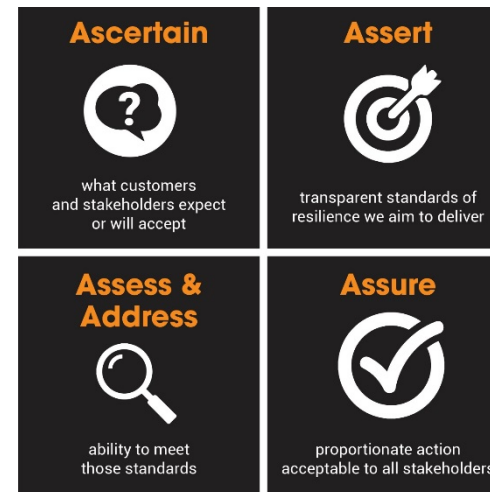 Ascertain
?
what customers
and stakeholders expect
or will accept
Assert
transparent standards of
resilience we aim to deliver
Assess &
Address
ability to meet
those standards
Assure
proportionate action
acceptable to all stakeholders